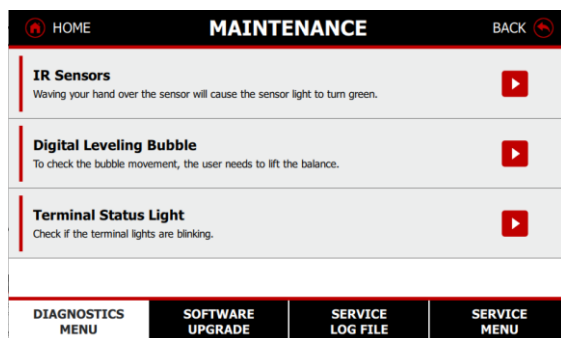 HOME MAINTENANCE BACK
IR Sensors
Waving your hand over the sensor will cause the sensor light to turn green.
Digital Leveling Bubble
To check the bubble movement, the user needs to lift the balance.
Terminal Status Light
Check if the terminal lights are blinking.
DIAGNOSTICS MENU
SOFTWARE UPGRADE
SERVICE LOG FILE
SERVICE MENU